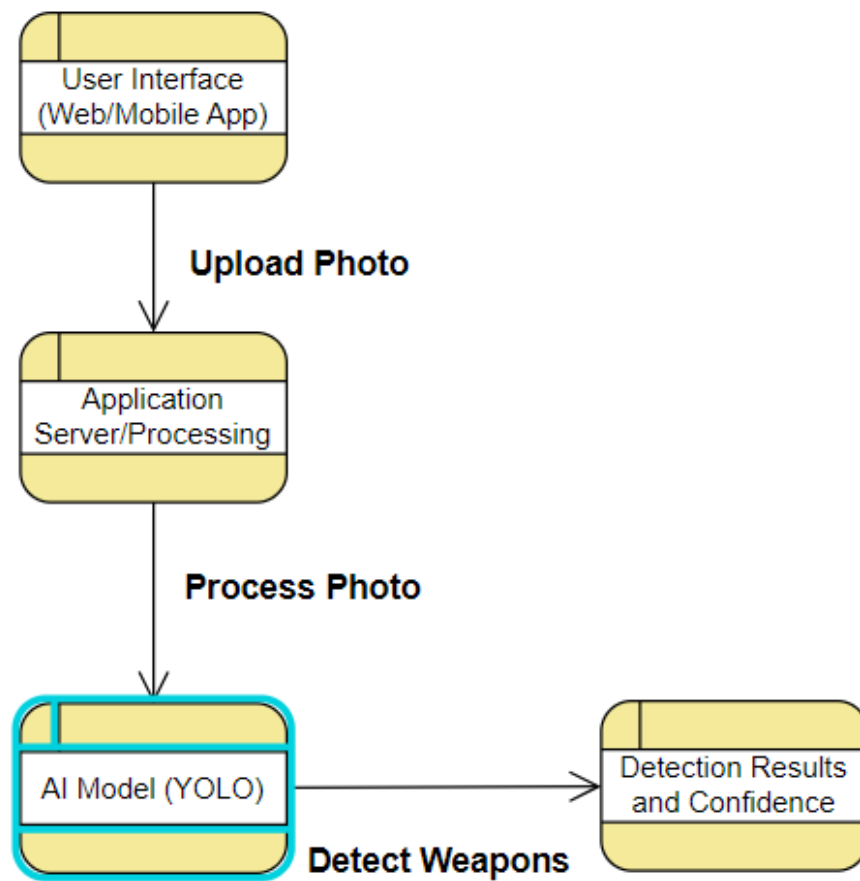 User Interface
(Web/Mobile App)
Upload Photo
Application
Server/Processing
Process Photo
AI Model (YOLO)
Detect Weapons
Detection Results
and Confidence